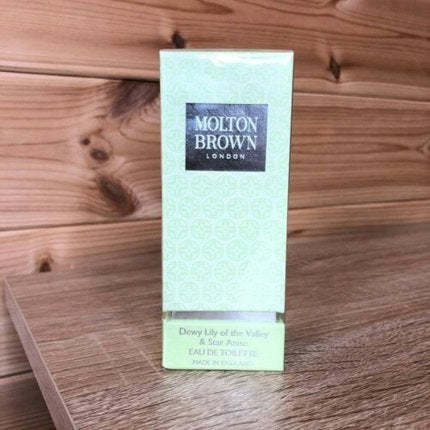 MOLTON
BROWN
LONDON
Dewy Lily of the Valley
& Star Anise
EAU DE TOILETTE
MADE IN ENGLAND